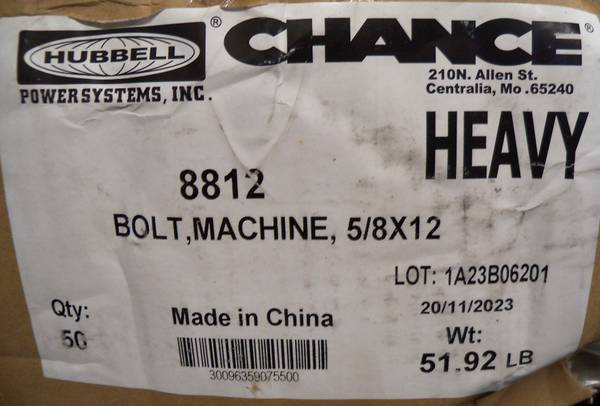 HUBBELL®
POWER SYSTEMS, INC.
CHANCE®
210N. Allen St.
Centralia, Mo.65240
HEAVY
8812
BOLT,MACHINE, 5/8X12
LOT: 1A23B06201
20/11/2023
Qty:
50
Made in China
Wt:
51.92 LB
30096359075500